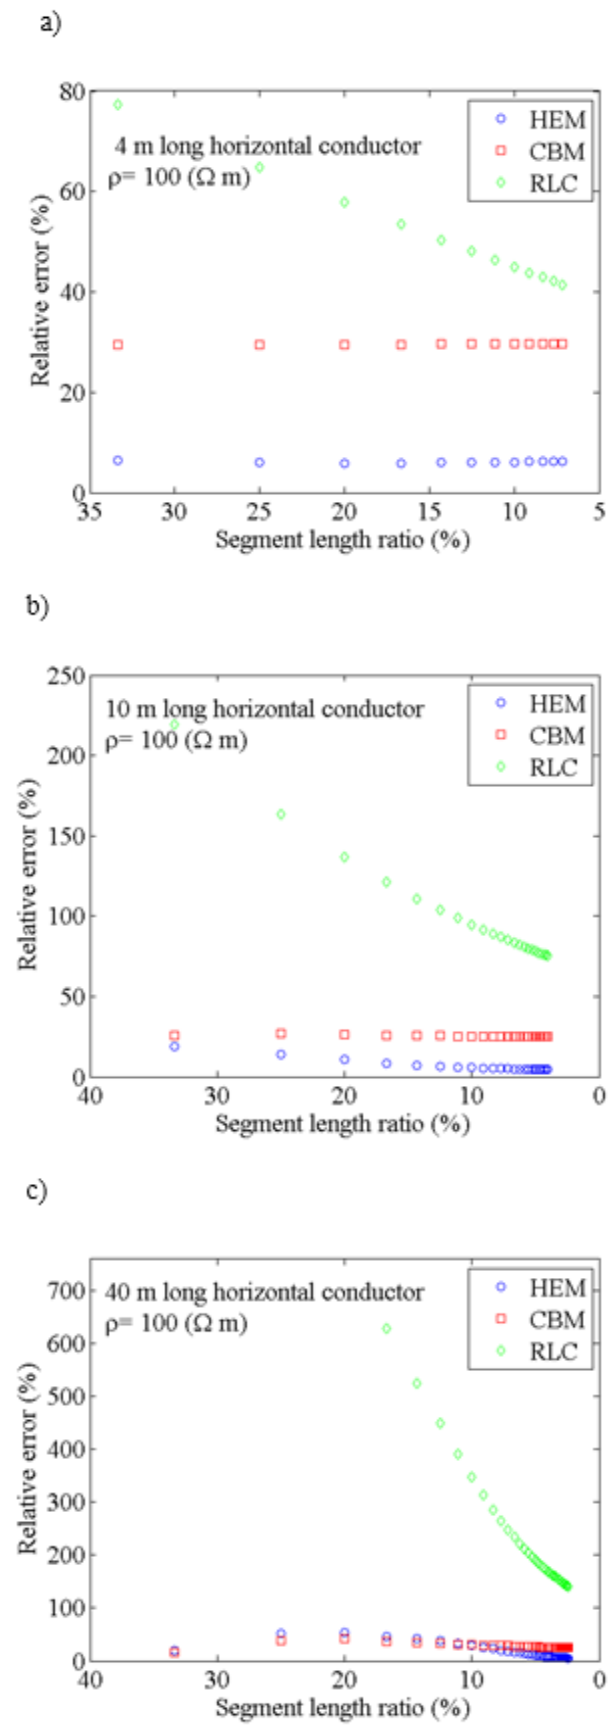 a)
80
60
40
20
0
Relative error (%)
4 m long horizontal conductor
ρ= 100 (Ω m)
HEM
CBM
RLC
35 30 25 20 15 10 5
Segment length ratio (%)
b)
250
200
150
100
50
0
Relative error (%)
10 m long horizontal conductor
ρ= 100 (Ω m)
HEM
CBM
RLC
40 30 20 10 0
Segment length ratio (%)
c)
700
600
500
400
300
200
100
0
Relative error (%)
40 m long horizontal conductor
ρ= 100 (Ω m)
HEM
CBM
RLC
40 30 20 10 0
Segment length ratio (%)